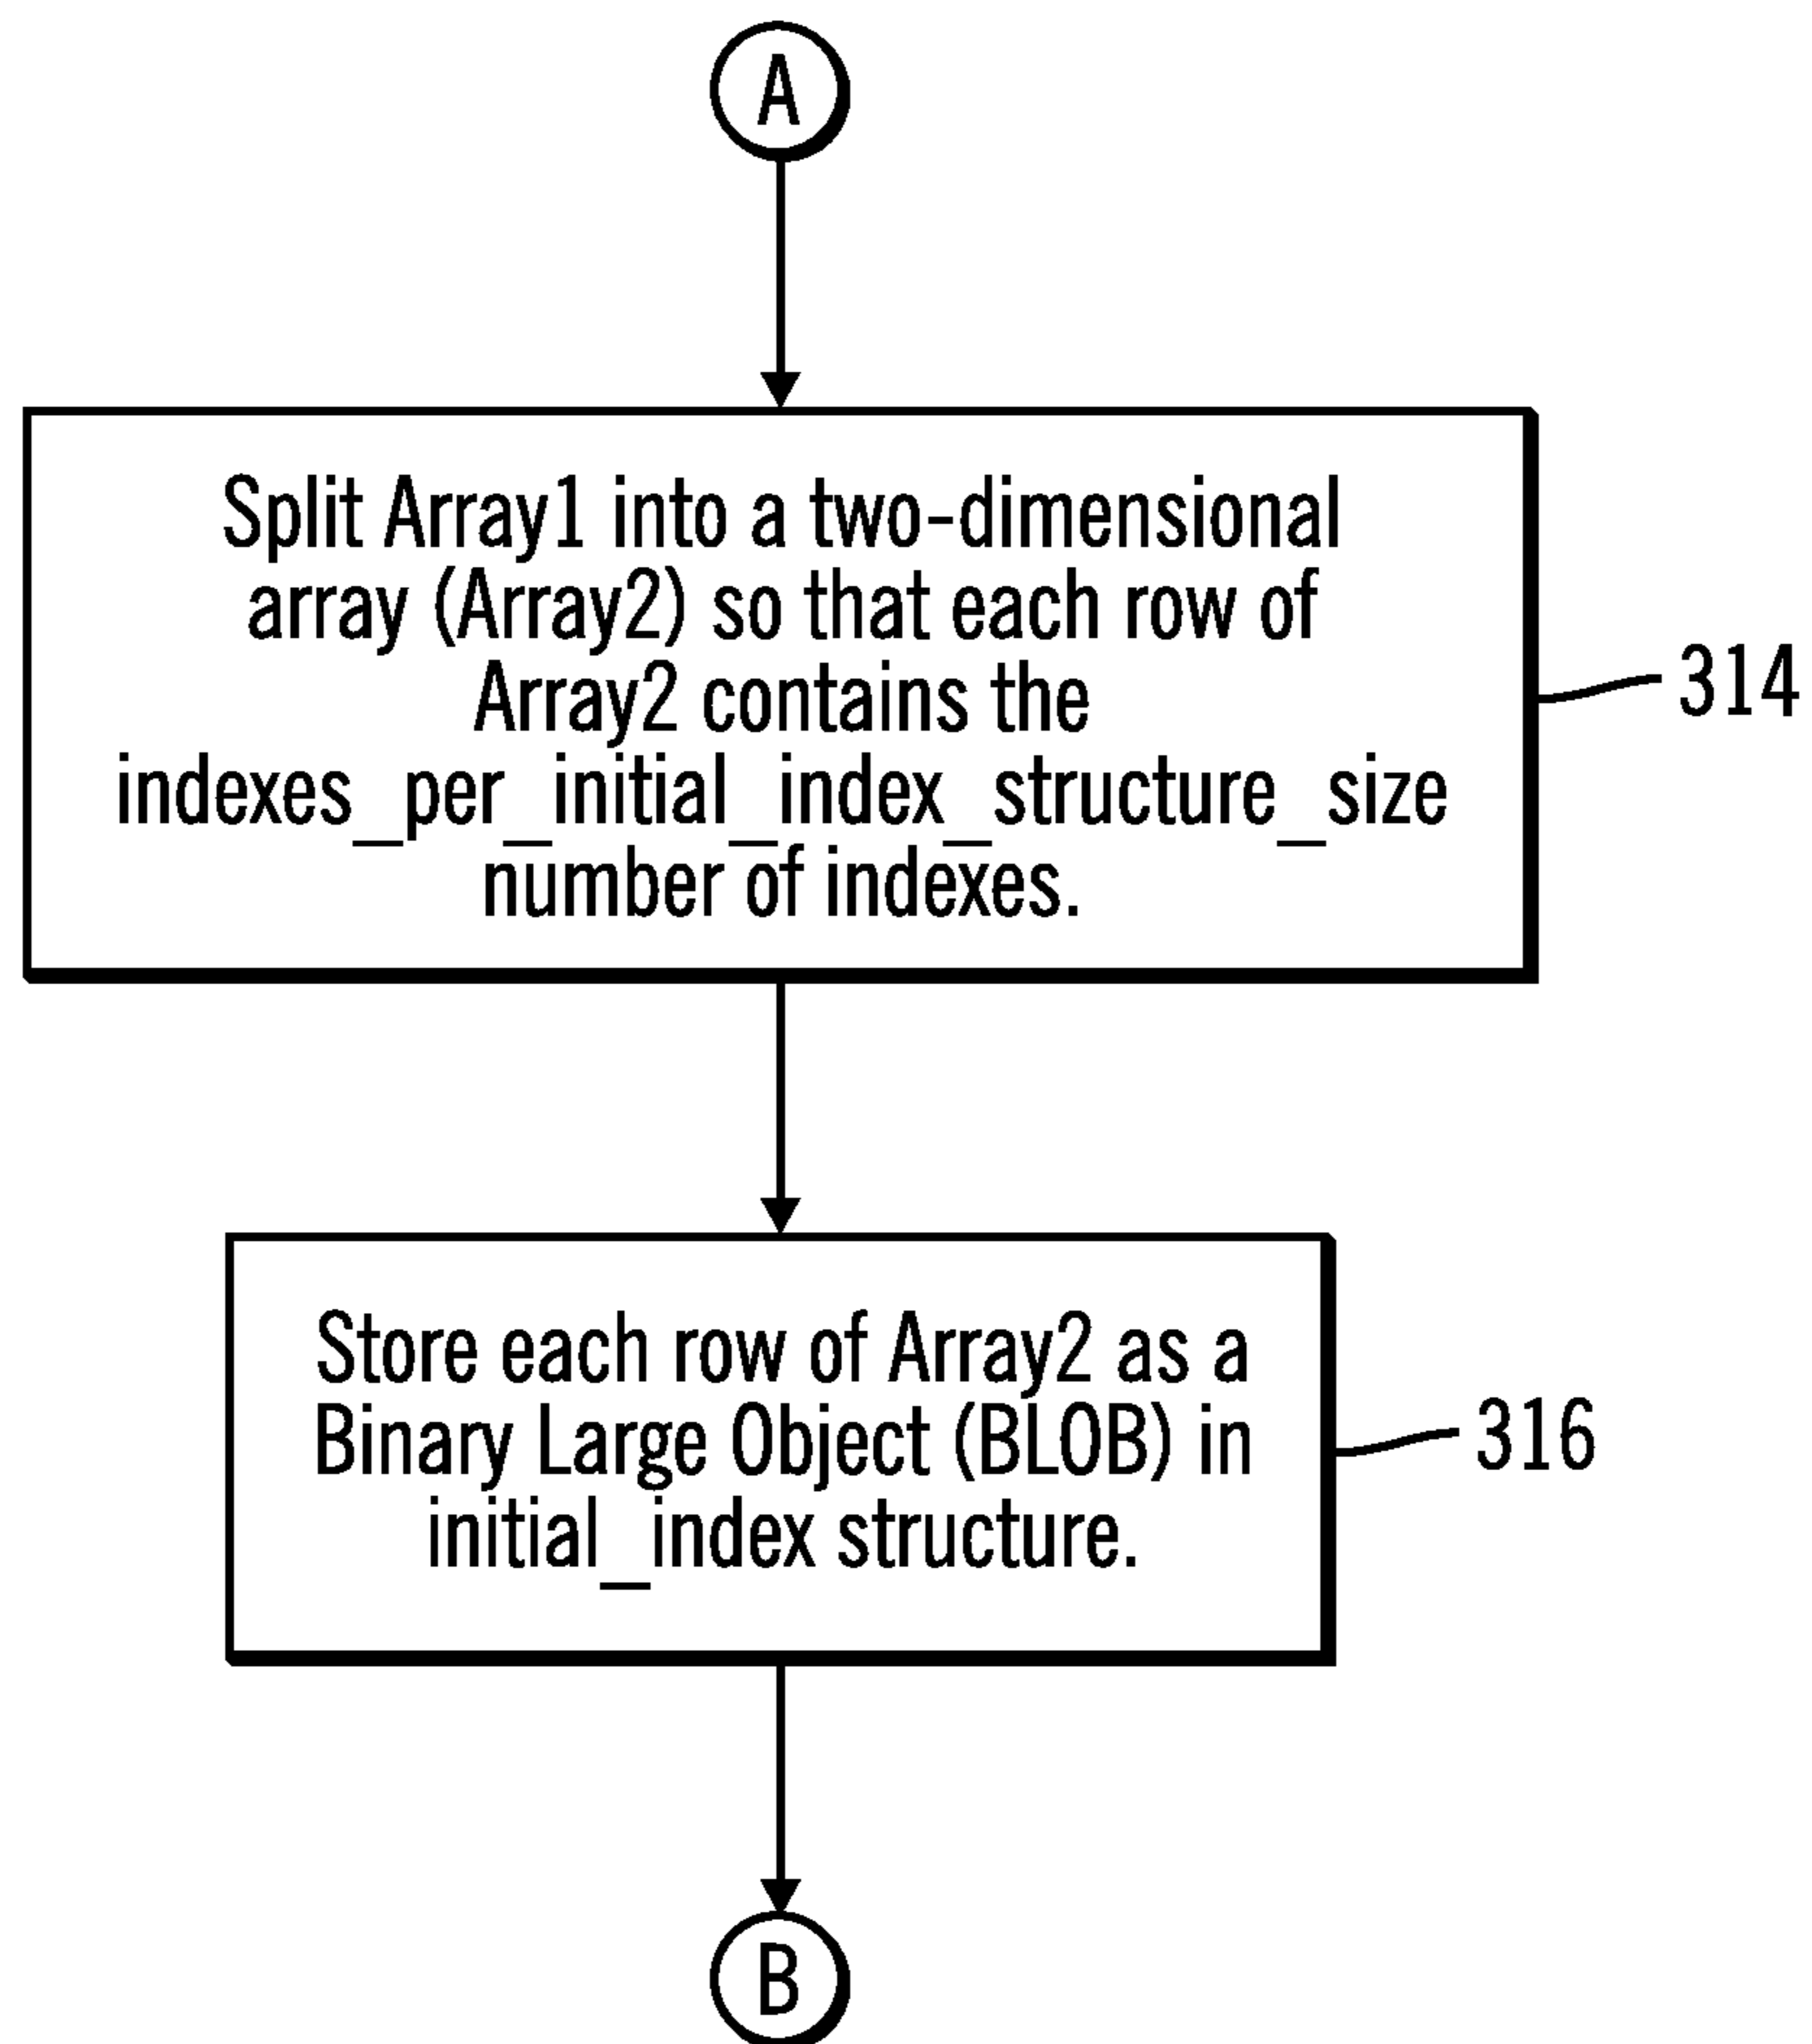 A
Split Array1 into a two-dimensional
array (Array2) so that each row of
Array2 contains the
indexes_per_initial_index_structure_size
number of indexes.
314
Store each row of Array2 as a
Binary Large Object (BLOB) in
initial_index structure.
316
B